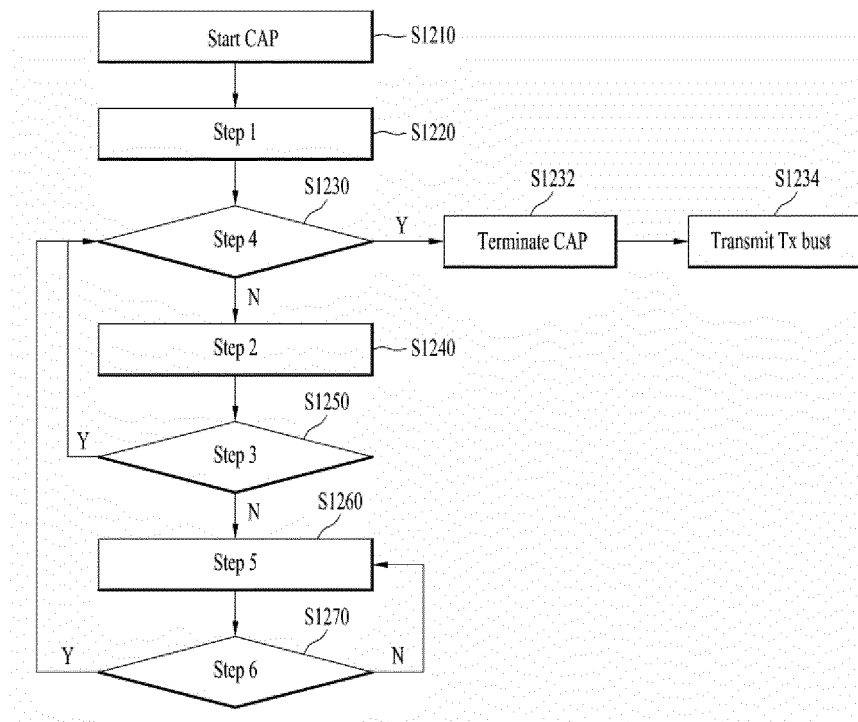 Start CAP
S1210
Step 1
S1220
S1230
Step 4
Y
N
S1232
Terminate CAP
S1234
Transmit Tx bust
Step 2
S1240
S1250
Step 3
Y
N
S1260
Step 5
S1270
Step 6
Y
N